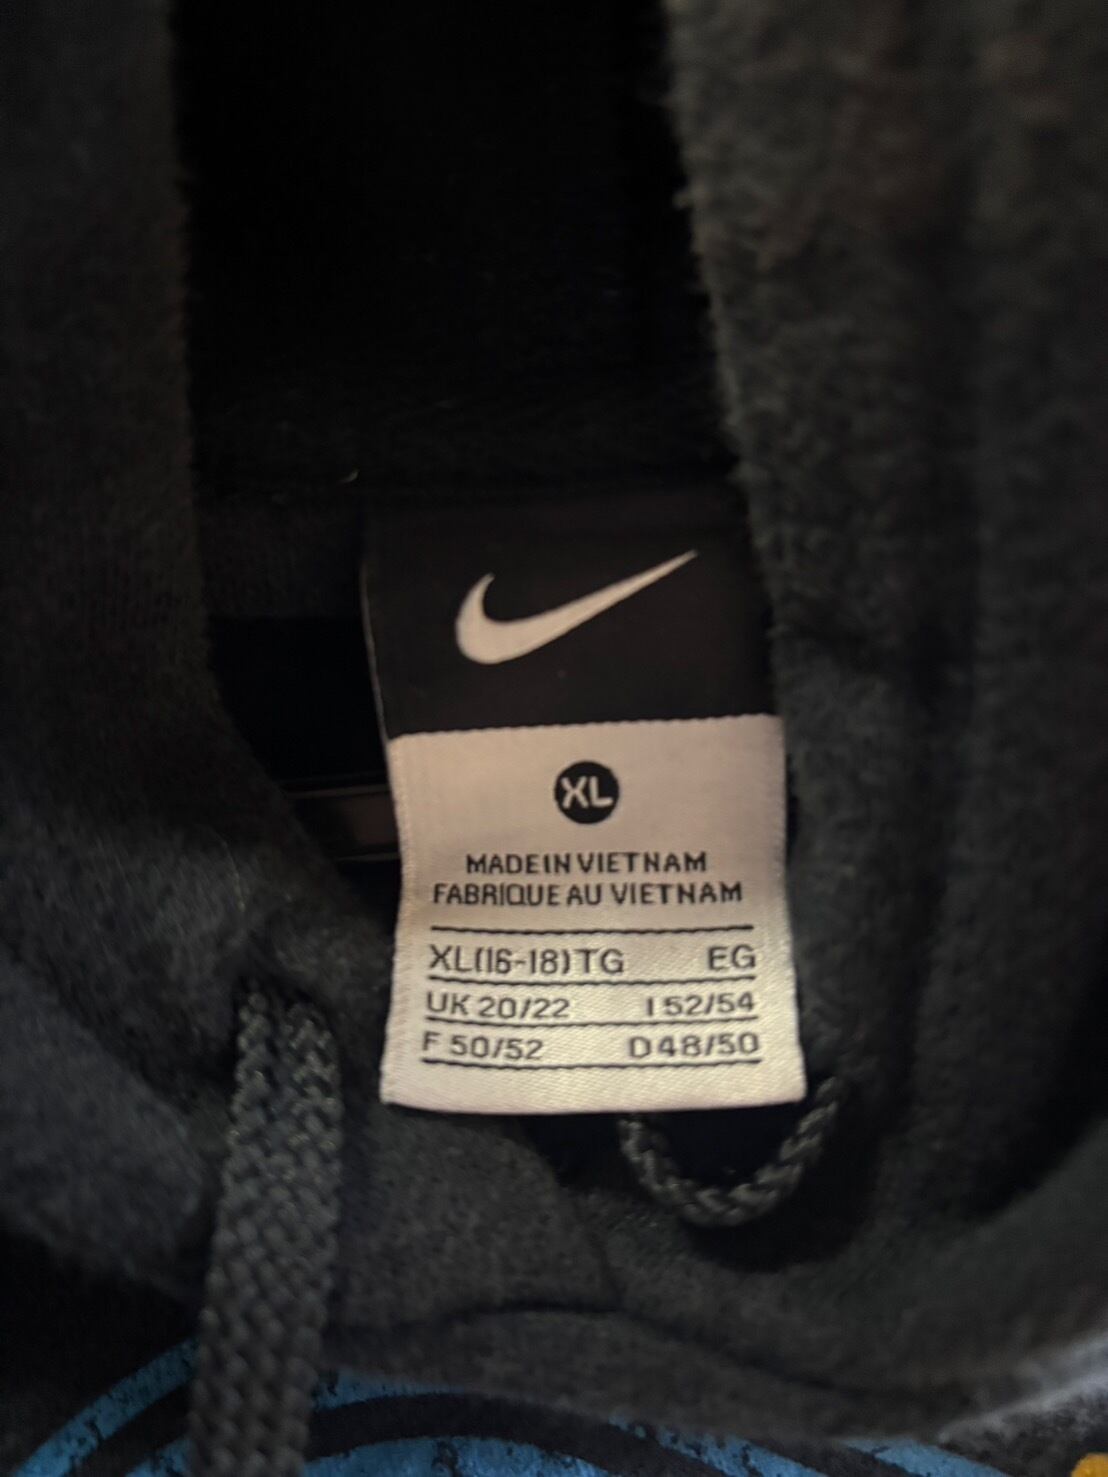 XL
MADE IN VIETNAM
FABRIQUE AU VIETNAM
XL(16-18) TG EG
UK 20/22 I 52/54
F 50/52 D 48/50